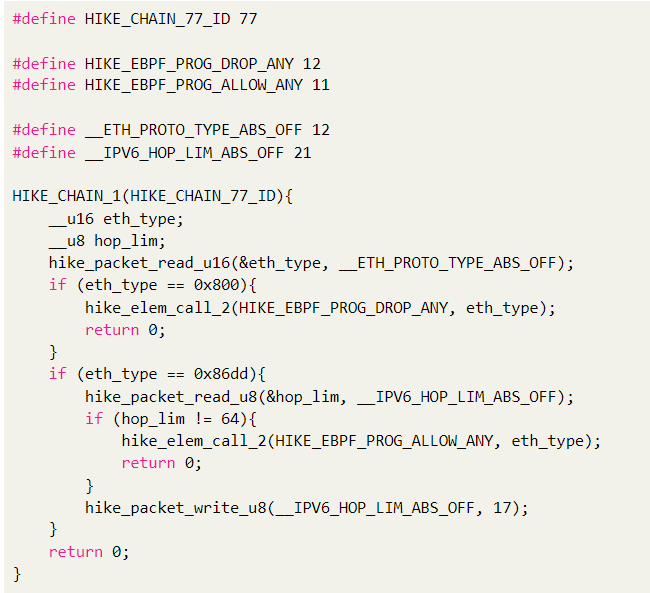 #define HIKE_CHAIN_77_ID 77
#define HIKE_EBPF_PROG_DROP_ANY 12
#define HIKE_EBPF_PROG_ALLOW_ANY 11
#define __ETH_PROTO_TYPE_ABS_OFF 12
#define __IPV6_HOP_LIM_ABS_OFF 21
HIKE_CHAIN_1(HIKE_CHAIN_77_ID){
    __u16 eth_type;
    __u8 hop_lim;
    hike_packet_read_u16(&eth_type, __ETH_PROTO_TYPE_ABS_OFF);
    if (eth_type == 0x800){
        hike_elem_call_2(HIKE_EBPF_PROG_DROP_ANY, eth_type);
        return 0;
    }
    if (eth_type == 0x86dd){
        hike_packet_read_u8(&hop_lim, __IPV6_HOP_LIM_ABS_OFF);
        if (hop_lim != 64){
            hike_elem_call_2(HIKE_EBPF_PROG_ALLOW_ANY, eth_type);
            return 0;
        }
        hike_packet_write_u8(__IPV6_HOP_LIM_ABS_OFF, 17);
    }
    return 0;
}